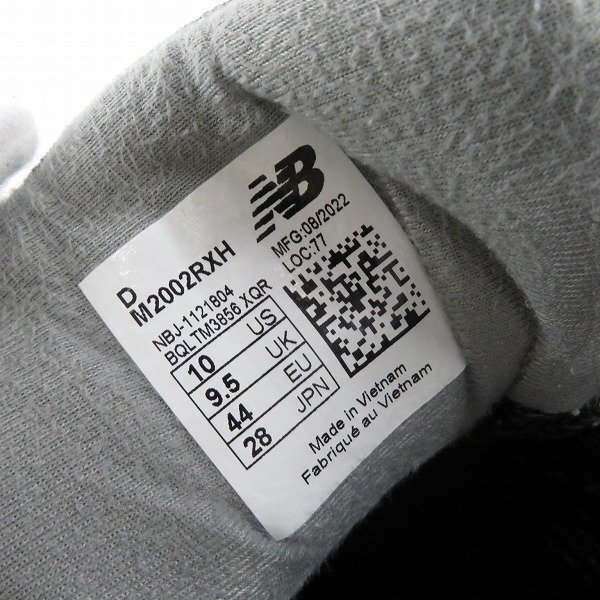 NB
D
M2002RXH
MFG:08/2022
LOC:77
NBJ-1121804
BQLTM3856 XQR
10 US
9.5 UK
44 EU
28 JPN
Made in Vietnam
Fabriqué au Vietnam